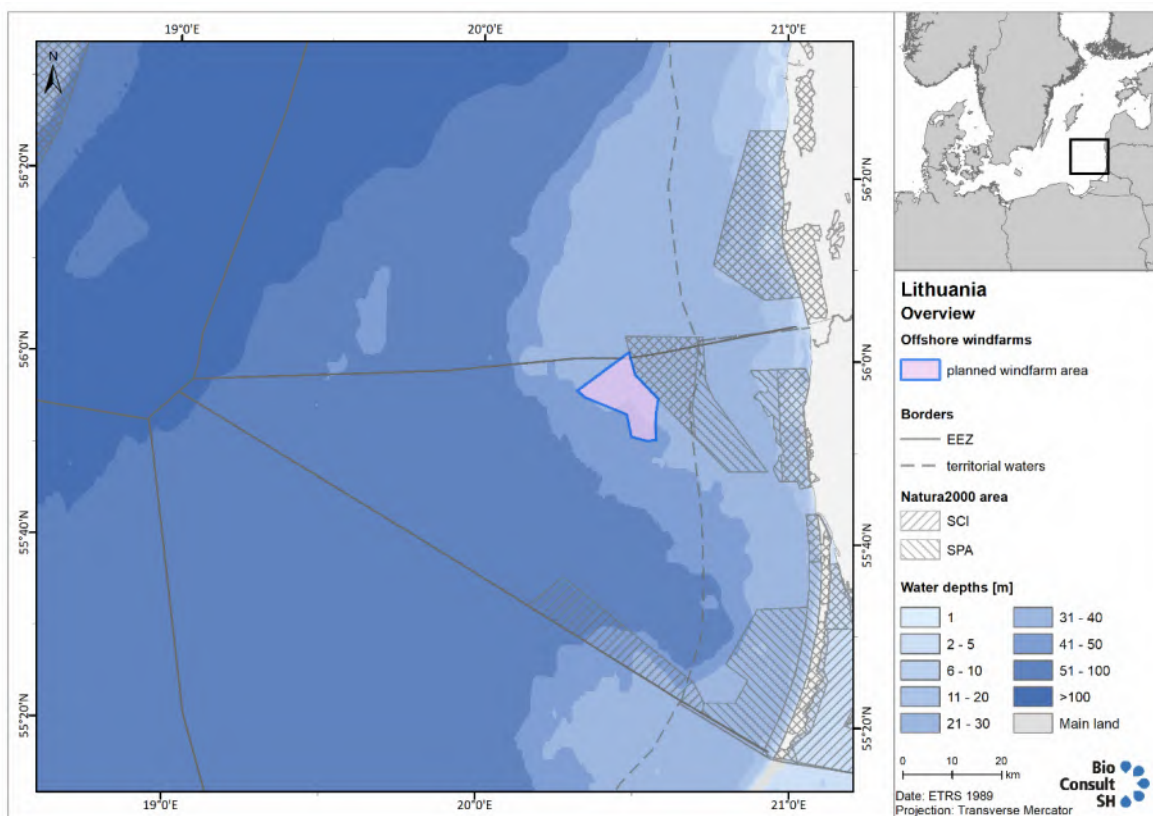 19°0'E
20°0'E
21°0'E
N
56°20'N
56°20'N
56°0'N
56°0'N
55°40'N
55°40'N
55°20'N
55°20'N
19°0'E
20°0'E
21°0'E
Lithuania
Overview
Offshore windfarms
planned windfarm area
Borders
EEZ
territorial waters
Natura2000 area
SCI
SPA
Water depths [m]
1
2 - 5
6 - 10
11 - 20
21 - 30
31 - 40
41 - 50
51 - 100
>100
Main land
0 10 20
km
Date: ETRS 1989
Projection: Transverse Mercator
Bio
Consult
SH